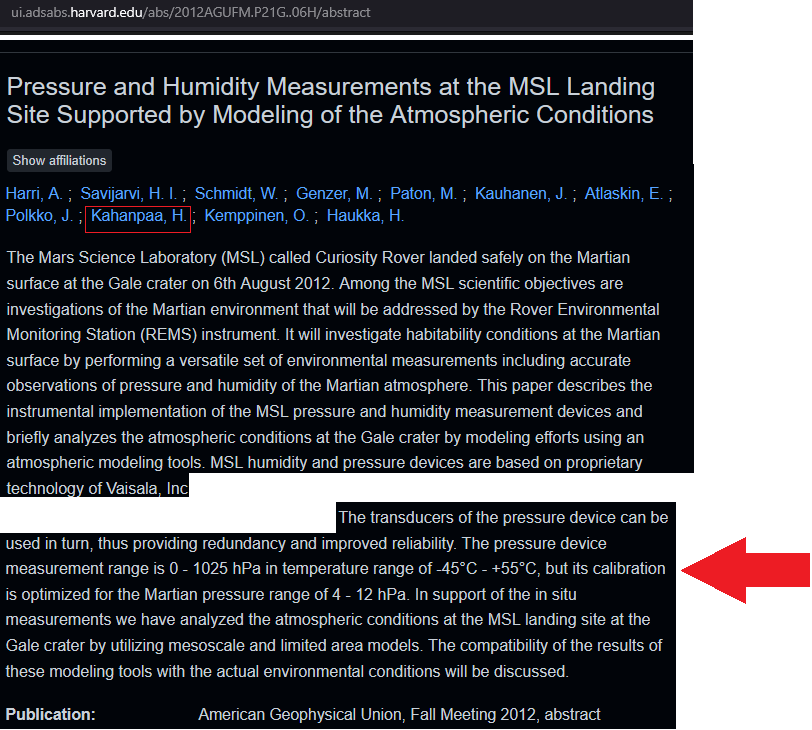 ui.adsabs.harvard.edu/abs/2012AGUFM.P21G..06H/abstract
Pressure and Humidity Measurements at the MSL Landing
Site Supported by Modeling of the Atmospheric Conditions
Show affiliations
Harri, A. ; Savijarvi, H. I. ; Schmidt, W. ; Genzer, M. ; Paton, M. ; Kauhanen, J. ; Atlaskin, E. ;
Polkko, J. ; Kahanpaa, H. ; Kemppinen, O. ; Haukka, H.
The Mars Science Laboratory (MSL) called Curiosity Rover landed safely on the Martian
surface at the Gale crater on 6th August 2012. Among the MSL scientific objectives are
investigations of the Martian environment that will be addressed by the Rover Environmental
Monitoring Station (REMS) instrument. It will investigate habitability conditions at the Martian
surface by performing a versatile set of environmental measurements including accurate
observations of pressure and humidity of the Martian atmosphere. This paper describes the
instrumental implementation of the MSL pressure and humidity measurement devices and
briefly analyzes the atmospheric conditions at the Gale crater by modeling efforts using an
atmospheric modeling tools. MSL humidity and pressure devices are based on proprietary
technology of Vaisala, Inc
The transducers of the pressure device can be
used in turn, thus providing redundancy and improved reliability. The pressure device
measurement range is 0 - 1025 hPa in temperature range of -45°C - +55°C, but its calibration
is optimized for the Martian pressure range of 4 - 12 hPa. In support of the in situ
measurements we have analyzed the atmospheric conditions at the MSL landing site at the
Gale crater by utilizing mesoscale and limited area models. The compatibility of the results of
these modeling tools with the actual environmental conditions will be discussed.
Publication: American Geophysical Union, Fall Meeting 2012, abstract